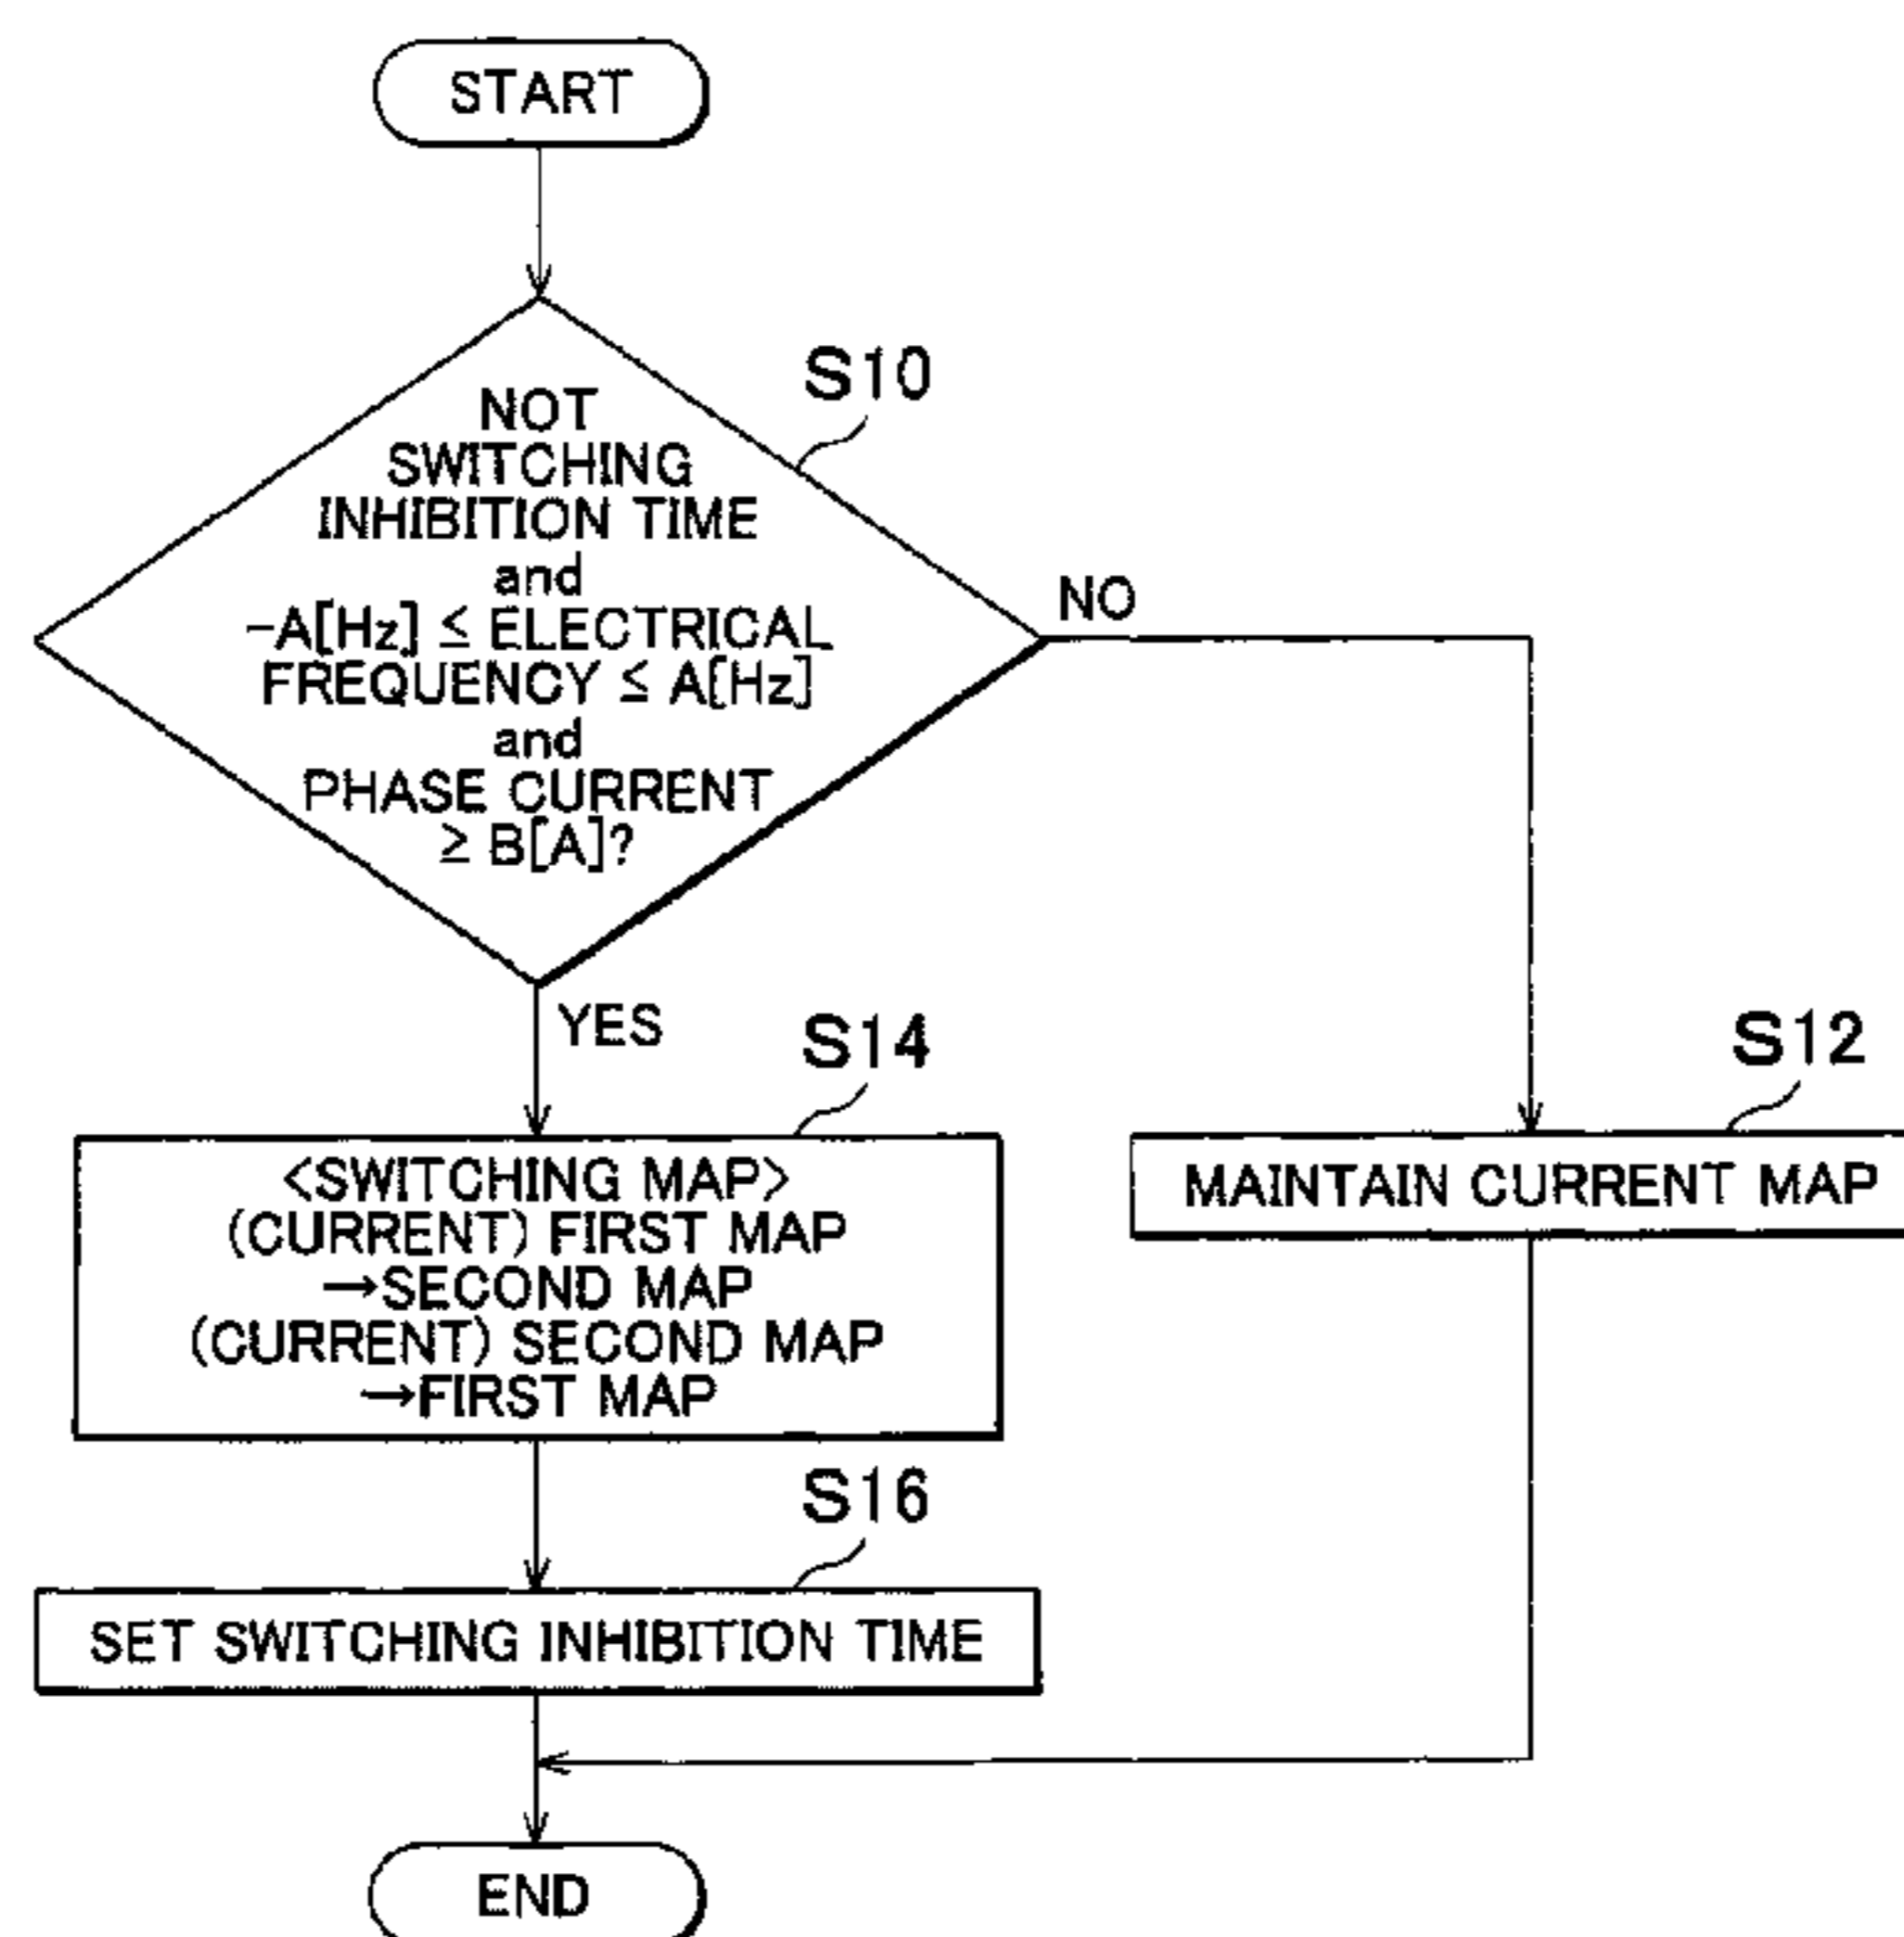 START
S10
NOT
SWITCHING
INHIBITION TIME
and
-A[Hz] ≤ ELECTRICAL
FREQUENCY ≤ A[Hz]
and
PHASE CURRENT
≥ B[A]?
NO
YES
S14
<SWITCHING MAP>
(CURRENT) FIRST MAP
→SECOND MAP
(CURRENT) SECOND MAP
→FIRST MAP
S12
MAINTAIN CURRENT MAP
S16
SET SWITCHING INHIBITION TIME
END